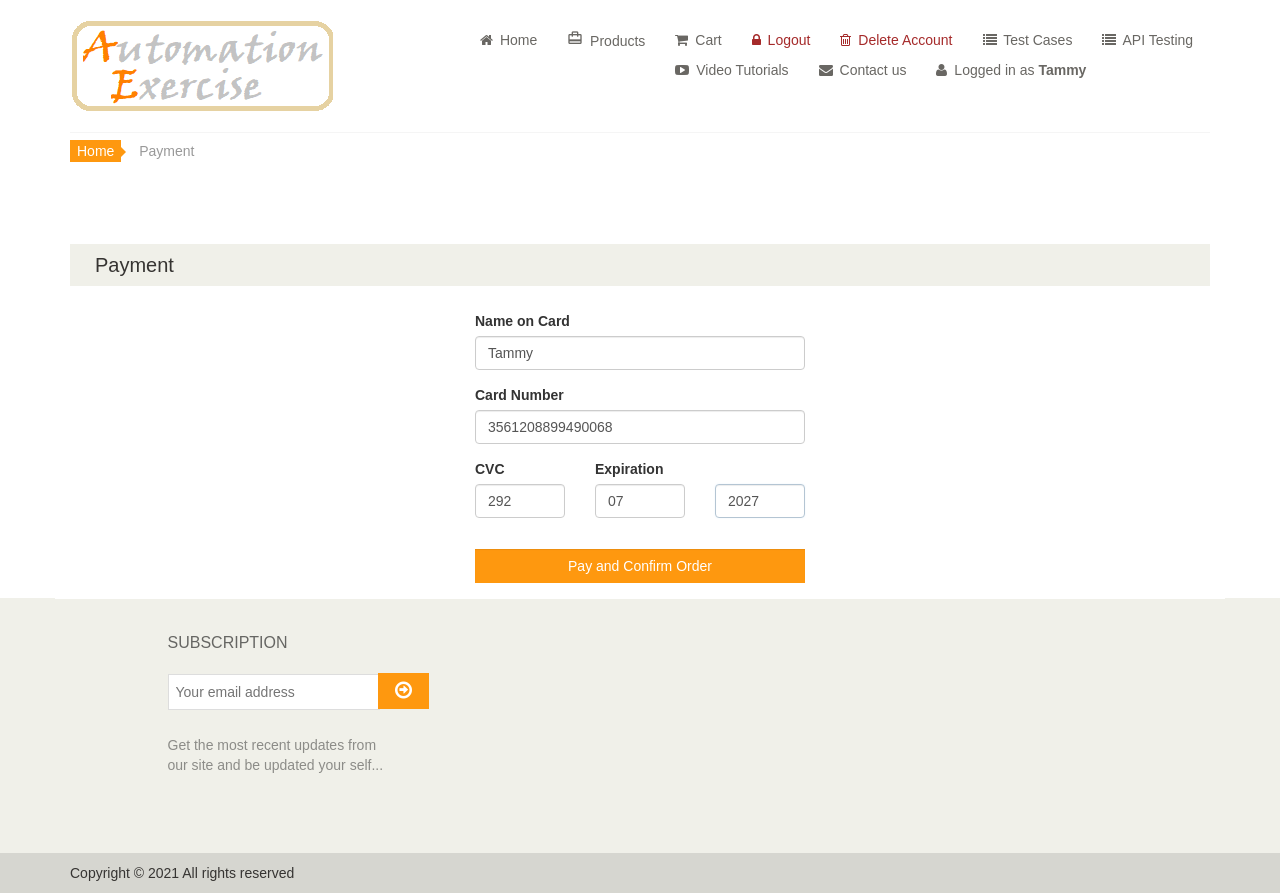 Automation
Exercise
Home
Products
Cart
Logout
Delete Account
Test Cases
API Testing
Video Tutorials
Contact us
Logged in as Tammy
Home
Payment
Payment
Name on Card
Tammy
Card Number
3561208899490068
CVC
Expiration
292
07
2027
Pay and Confirm Order
SUBSCRIPTION
Your email address
Get the most recent updates from
our site and be updated your self...
Copyright © 2021 All rights reserved